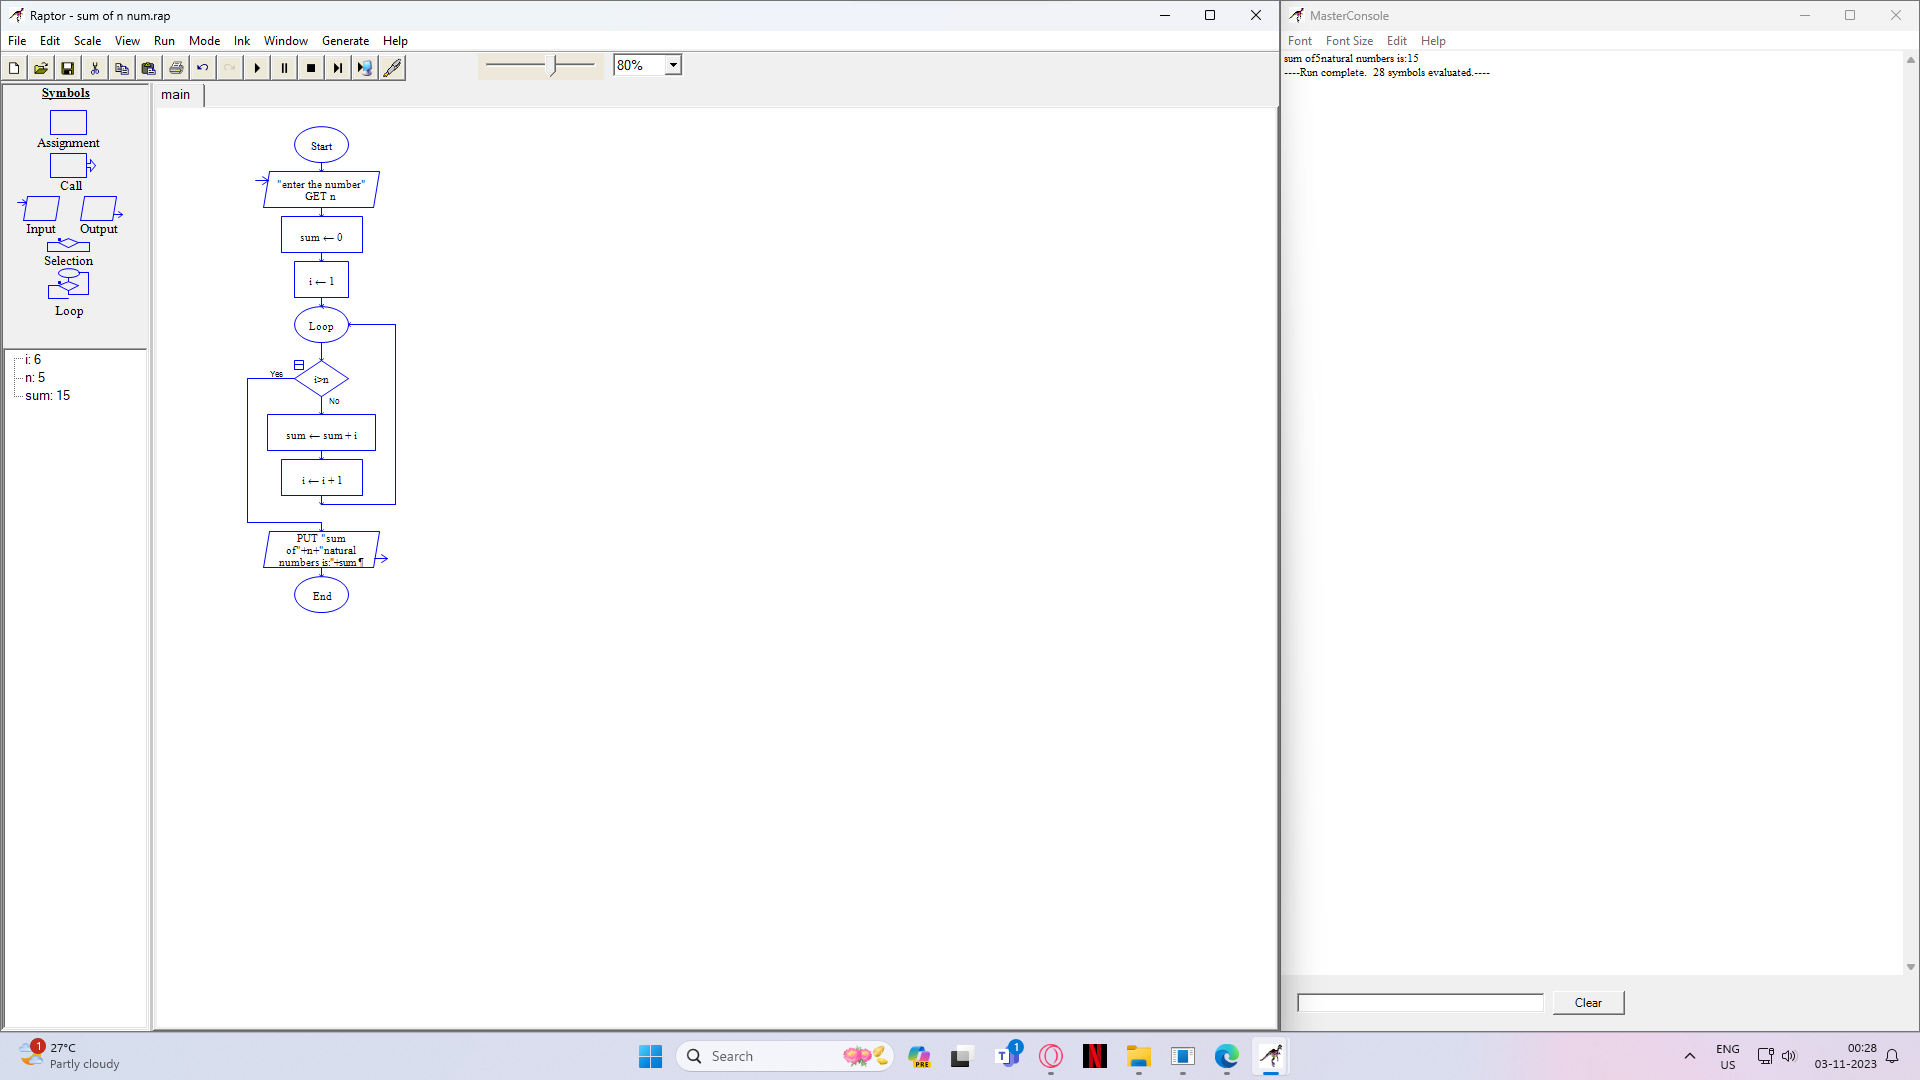 Raptor - sum of n num.rap
File Edit Scale View Run Mode Ink Window Generate Help
80%
Symbols
Assignment
Call
Input Output
Selection
Loop
i: 6
n: 5
sum: 15
main
Start
"enter the number"
GET n
sum ← 0
i ← 1
Loop
Yes
i>n
No
sum ← sum + i
i ← i + 1
PUT "sum
of"+n+"natural
numbers is:"+sum¶
End
MasterConsole
Font Font Size Edit Help
sum of5natural numbers is:15
----Run complete.  28 symbols evaluated.----
Clear
1
27°C
Partly cloudy
Search
PRE
T
1
N
ENG
US
00:28
03-11-2023